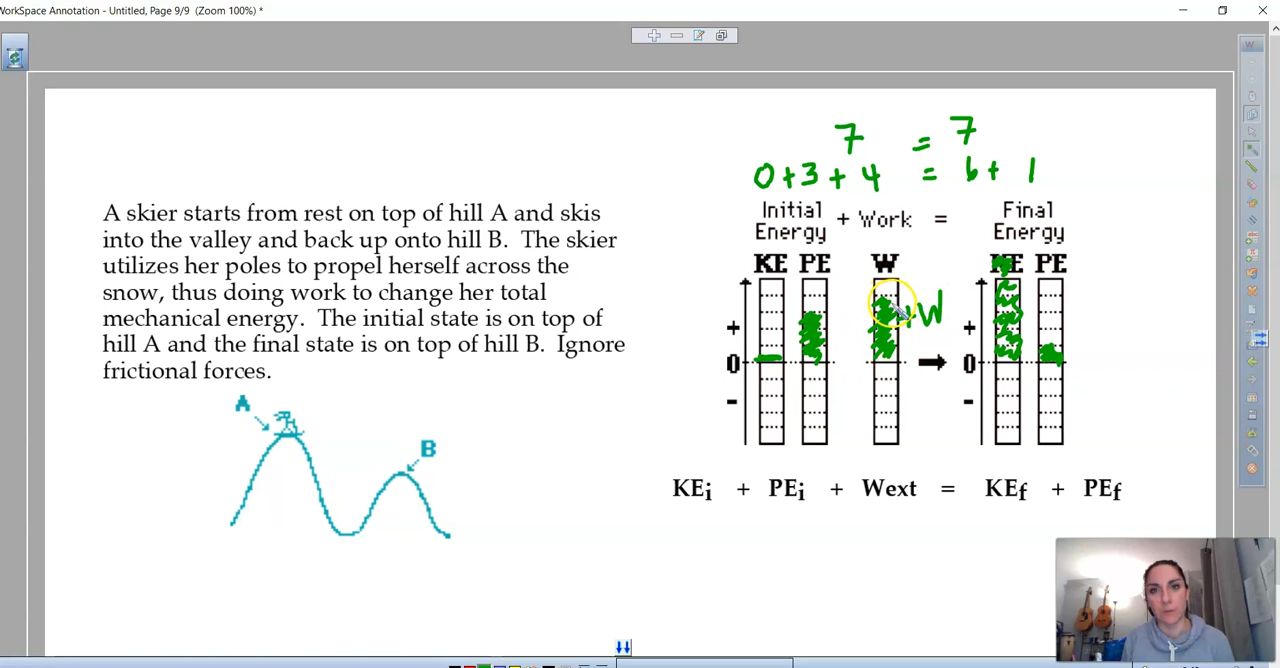 WorkSpace Annotation - Untitled, Page 9/9 (Zoom 100%) *
7 = 7
0+3+4 = 6+ 1
Initial Energy + Work = Final Energy
KE PE W KE PE
+W
+ +
0 0
- -
KEi + PEi + Wext = KEf + PEf
A skier starts from rest on top of hill A and skis
into the valley and back up onto hill B. The skier
utilizes her poles to propel herself across the
snow, thus doing work to change her total
mechanical energy. The initial state is on top of
hill A and the final state is on top of hill B. Ignore
frictional forces.
A
B
W